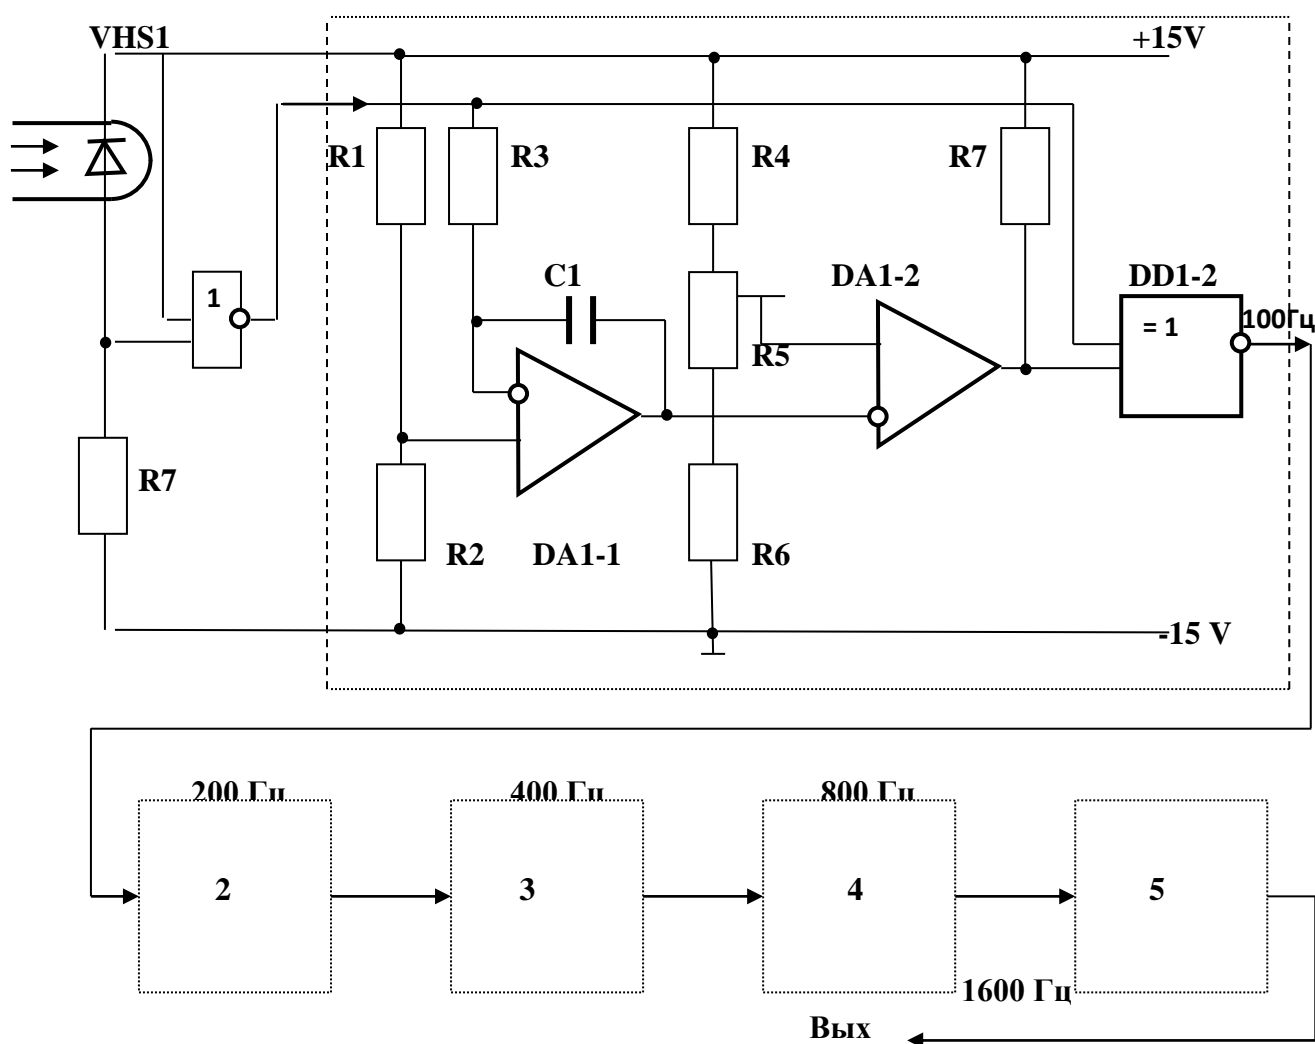 VHS1
+15V
R1
R3
R4
R7
C1
DA1-2
DD1-2
1
= 1
100Гц
R5
R7
R2
DA1-1
R6
-15 V
200 Гц
400 Гц
800 Гц
2
3
4
5
1600 Гц
Вых